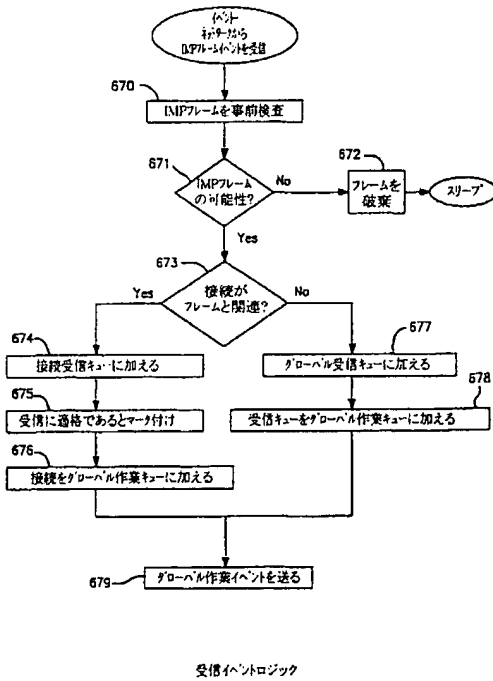 イベント
ネットワークから
IMPフレームイベントを受信
670
IMPフレームを事前検査
671
IMPフレーム
の可能性?
No
672
フレームを
破棄
スリープ
Yes
673
接続が
フレームと関連?
Yes
No
674
接続受信キューに加える
677
グローバル受信キューに加える
675
受信に適格であるとマーク付け
678
受信キューをグローバル作業キューに加える
676
接続をグローバル作業キューに加える
679
グローバル作業イベントを送る
受信イベントロジック